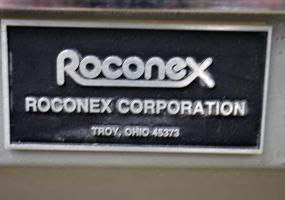 Roconex
ROCONEX CORPORATION
TROY, OHIO 45373